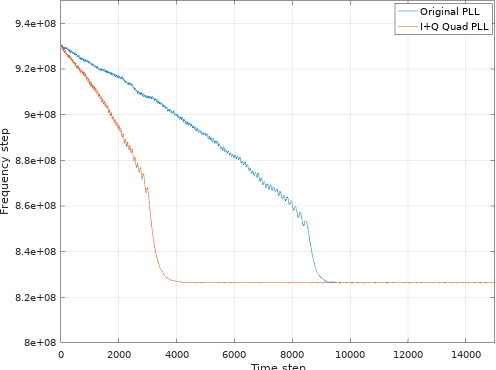 Original PLL
I+Q Quad PLL
9.4e+08
9.2e+08
9e+08
8.8e+08
8.6e+08
8.4e+08
8.2e+08
8e+08
Frequency step
0 2000 4000 6000 8000 10000 12000 14000
Time step